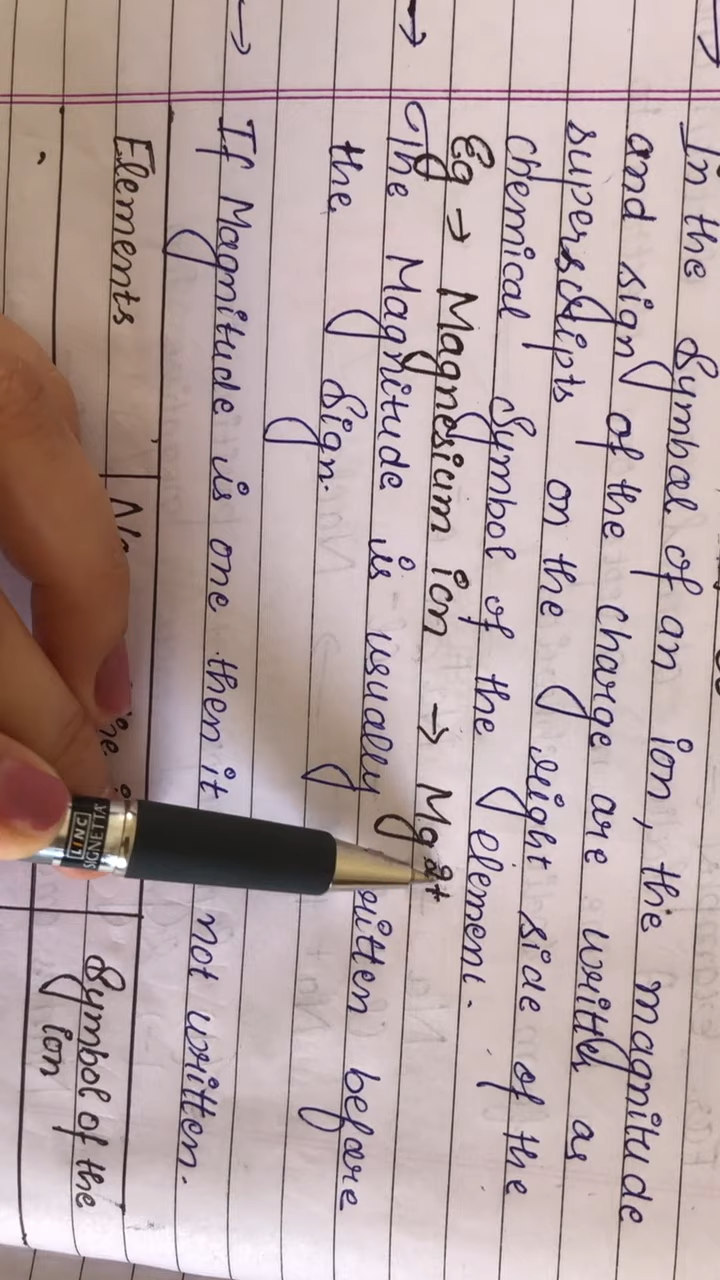 → In the Symbol of an ion, the magnitude
and sign of the charge are written as
superscripts on the right side of the
chemical Symbol of the element.
Eg → Magnesium ion → Mg2+
→ The Magnitude is usually before
the Sign.
→ If Magnitude is one then it not written.
Elements
Symbol of the
ion
LINC
SIGNETTA